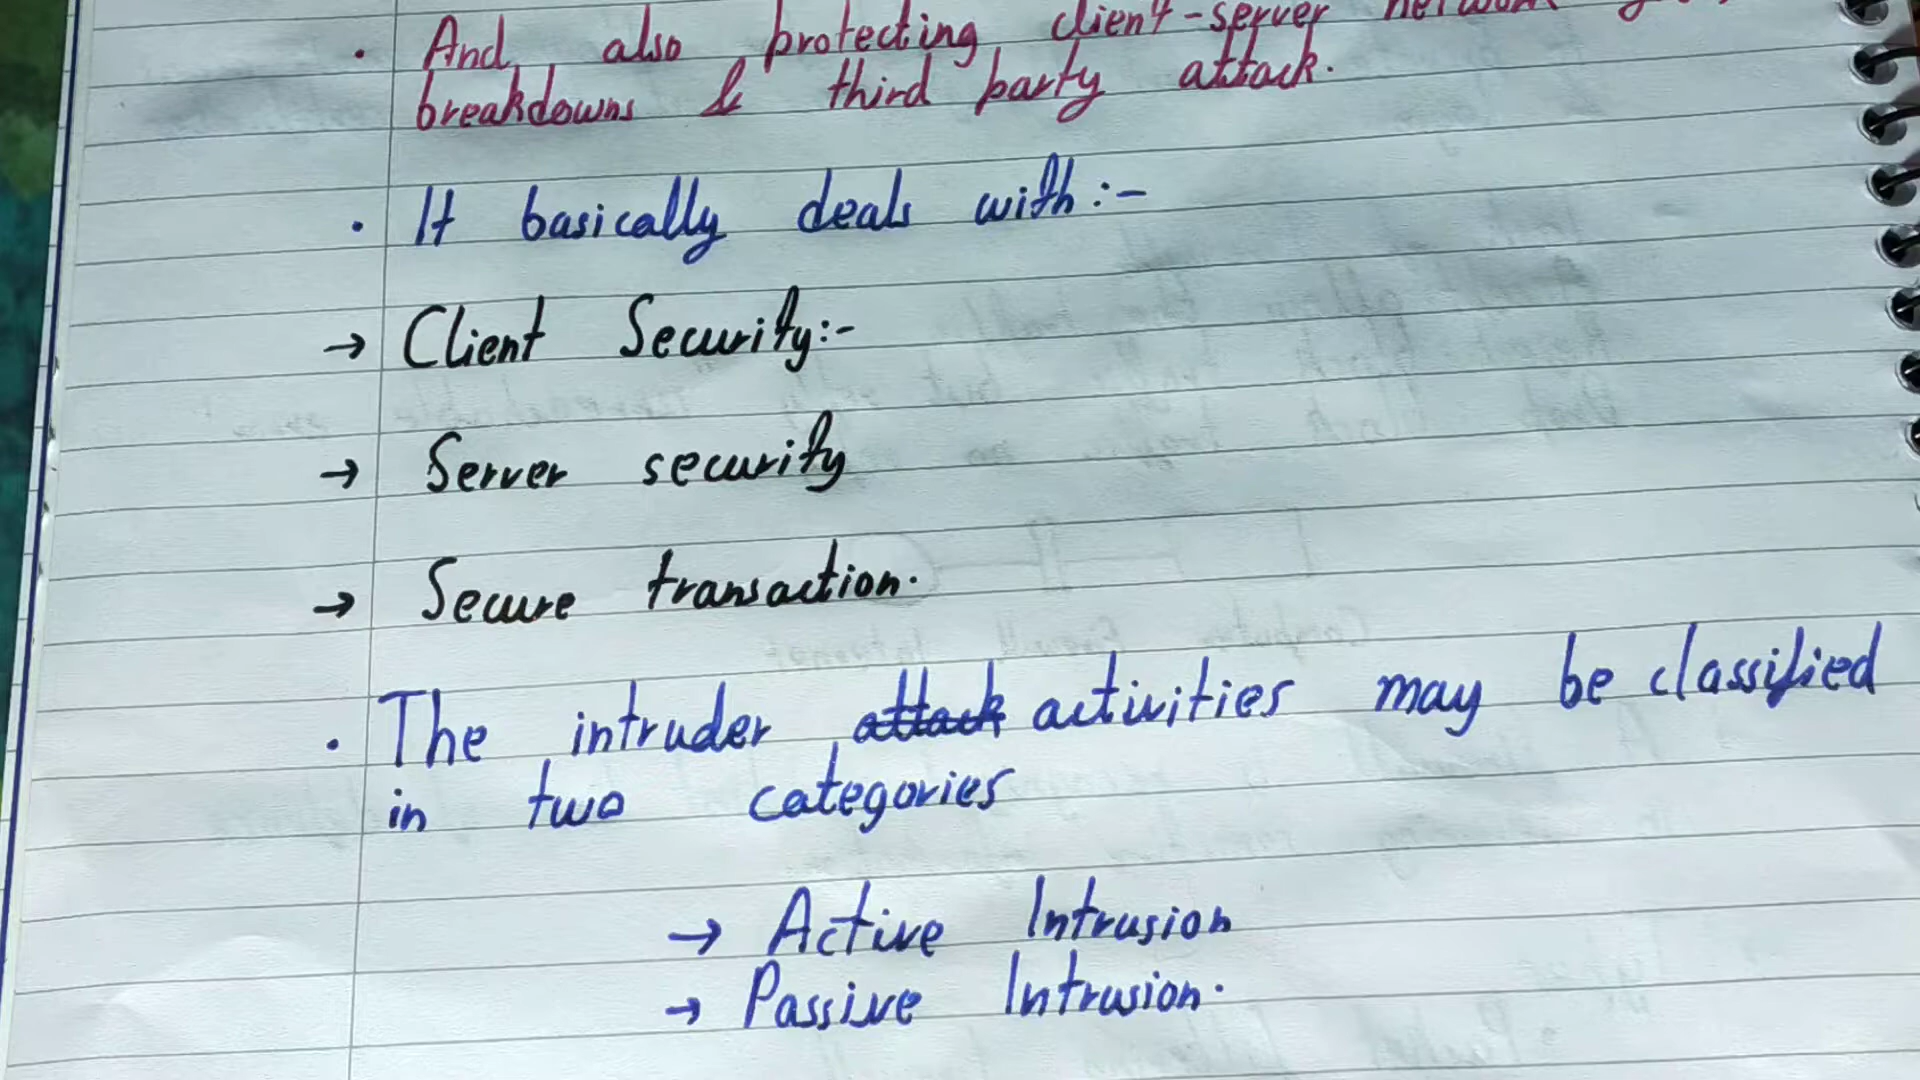 • And also protecting client-server network
breakdowns & third party attack.
• It basically deals with:-
→ Client Security:-
→ Server security
→ Secure transaction.
• The intruder attack activities may be classified
in two categories
→ Active Intrusion
→ Passive Intrusion.